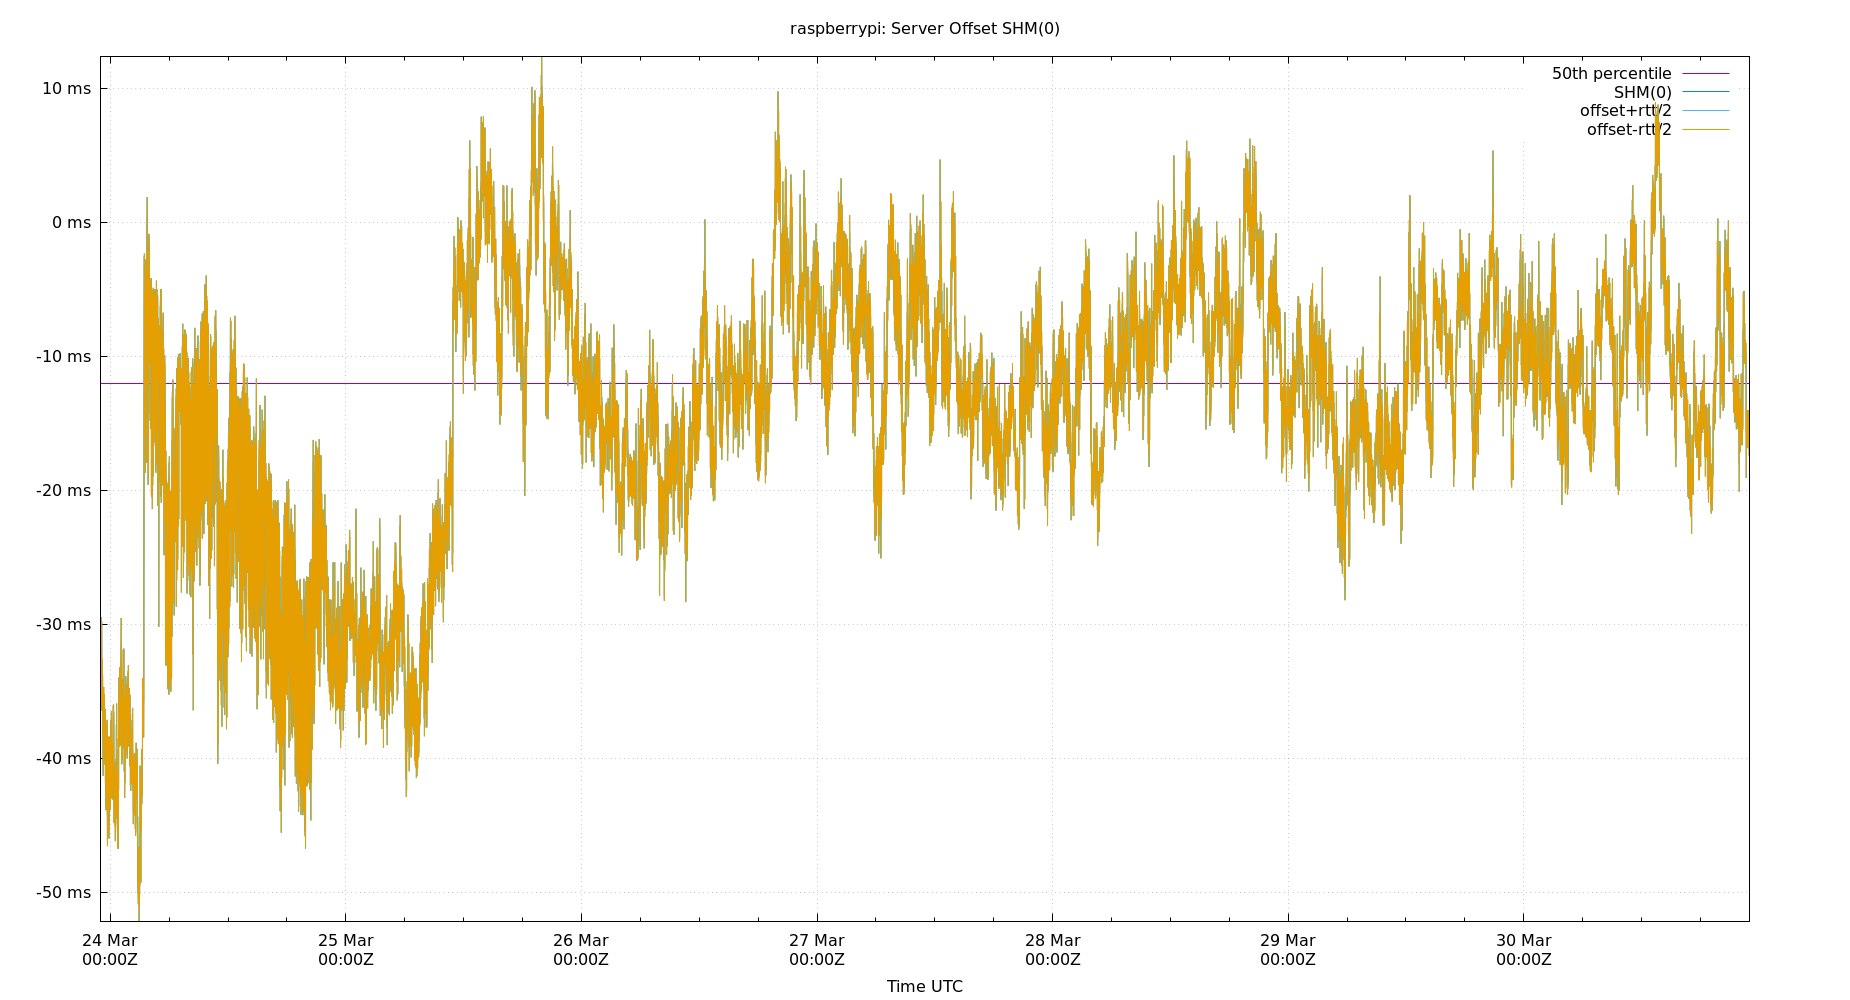 raspberrypi: Server Offset SHM(0)
50th percentile
SHM(0)
offset+rtt/2
offset-rtt/2
10 ms
0 ms
-10 ms
-20 ms
-30 ms
-40 ms
-50 ms
24 Mar 25 Mar 26 Mar 27 Mar 28 Mar 29 Mar 30 Mar
00:00Z 00:00Z 00:00Z 00:00Z 00:00Z 00:00Z 00:00Z
Time UTC